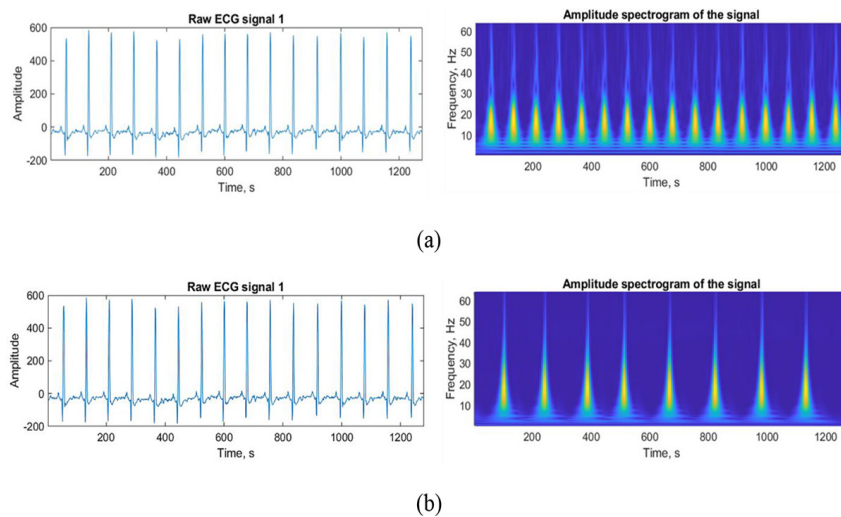 Raw ECG signal 1
Amplitude
600
400
200
0
-200
200 400 600 800 1000 1200
Time, s
Amplitude spectrogram of the signal
Frequency, Hz
60
50
40
30
20
10
200 400 600 800 1000 1200
Time, s
(a)
Raw ECG signal 1
Amplitude
600
400
200
0
-200
200 400 600 800 1000 1200
Time, s
Amplitude spectrogram of the signal
Frequency, Hz
60
50
40
30
20
10
200 400 600 800 1000 1200
Time, s
(b)